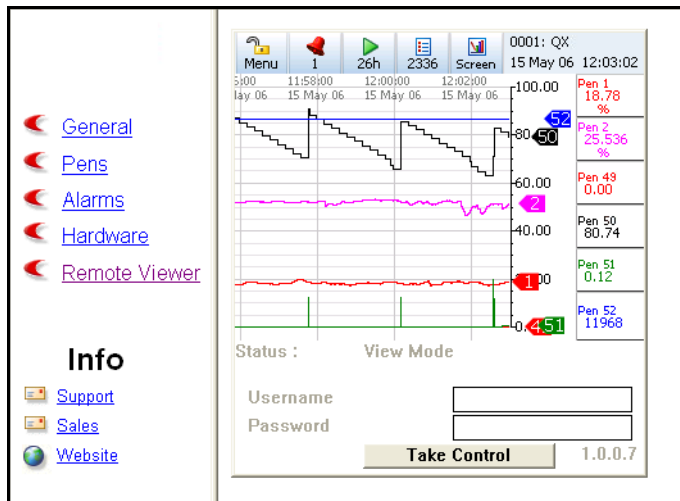 General
Pens
Alarms
Hardware
Remote Viewer
Info
Support
Sales
Website
Menu
1
26h
2336
Screen
0001: QX
15 May 06 12:03:02
11:58:00 12:00:00 12:02:00
15 May 06 15 May 06 15 May 06
100.00
80
60.00
40.00
52
50
2
1
51
Pen 1
18.78
%
Pen 2
25.536
%
Pen 49
0.00
Pen 50
80.74
Pen 51
0.12
Pen 52
11968
Status : View Mode
Username
Password
Take Control
1.0.0.7